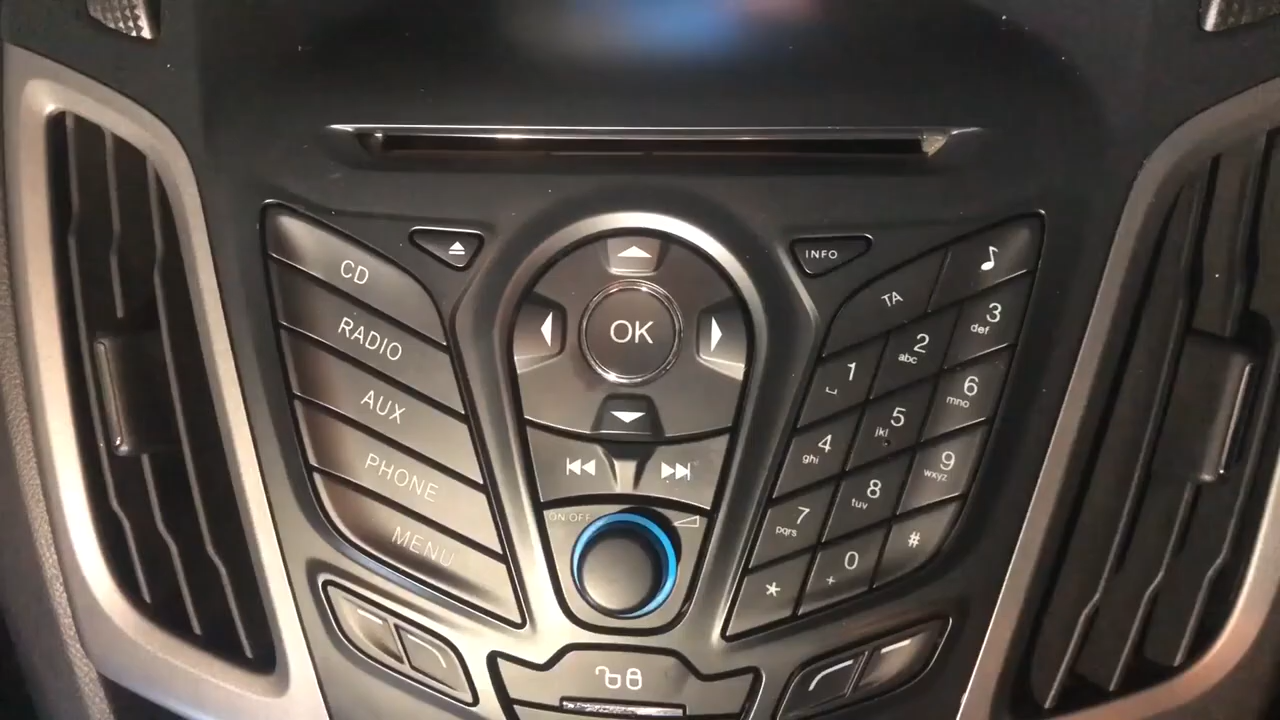 CD
RADIO
AUX
PHONE
MENU
OK
ON/OFF
INFO
TA
1
2 abc
3 def
4 ghi
5 jkl
6 mno
7 pqrs
8 tuv
9 wxyz
*
0 +
#